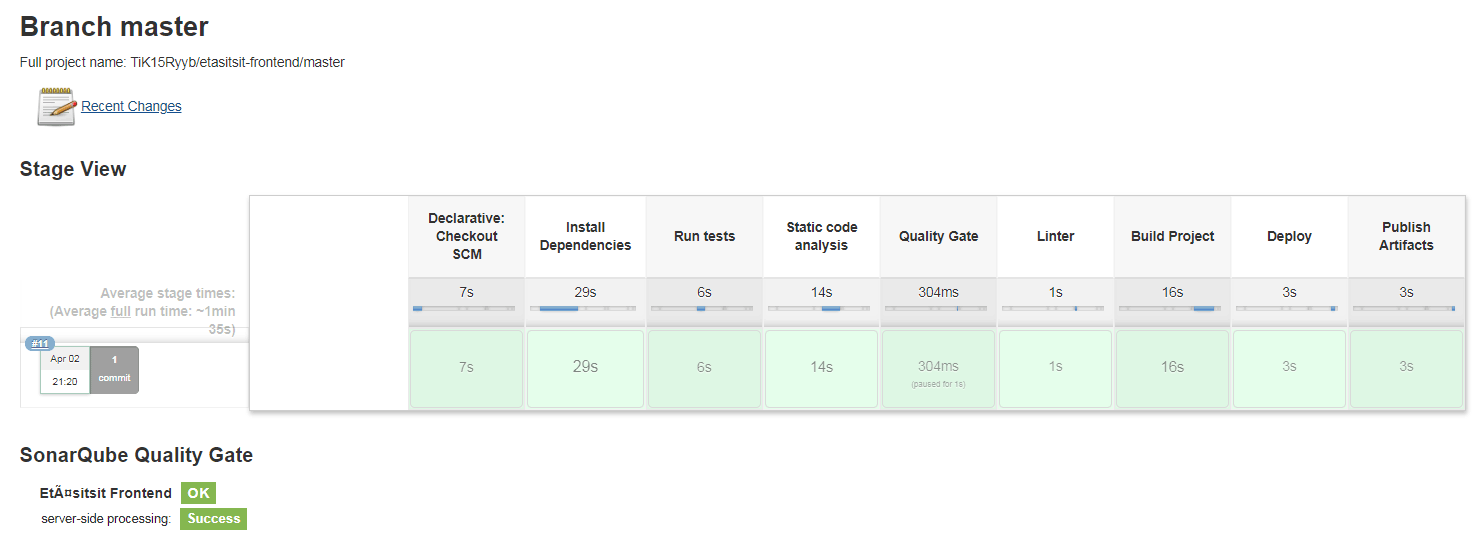 Branch master
Full project name: TiK15Ryyb/etasitsit-frontend/master
Recent Changes
Stage View
Declarative:
Checkout
SCM
Install
Dependencies
Run tests
Static code
analysis
Quality Gate
Linter
Build Project
Deploy
Publish
Artifacts
Average stage times:
(Average full run time: ~1min
35s)
7s
29s
6s
14s
304ms
1s
16s
3s
3s
#11
Apr 02
21:20
1
commit
7s
29s
6s
14s
304ms
(paused for 1s)
1s
16s
3s
3s
SonarQube Quality Gate
EtÃ¤sitsit Frontend OK
server-side processing: Success